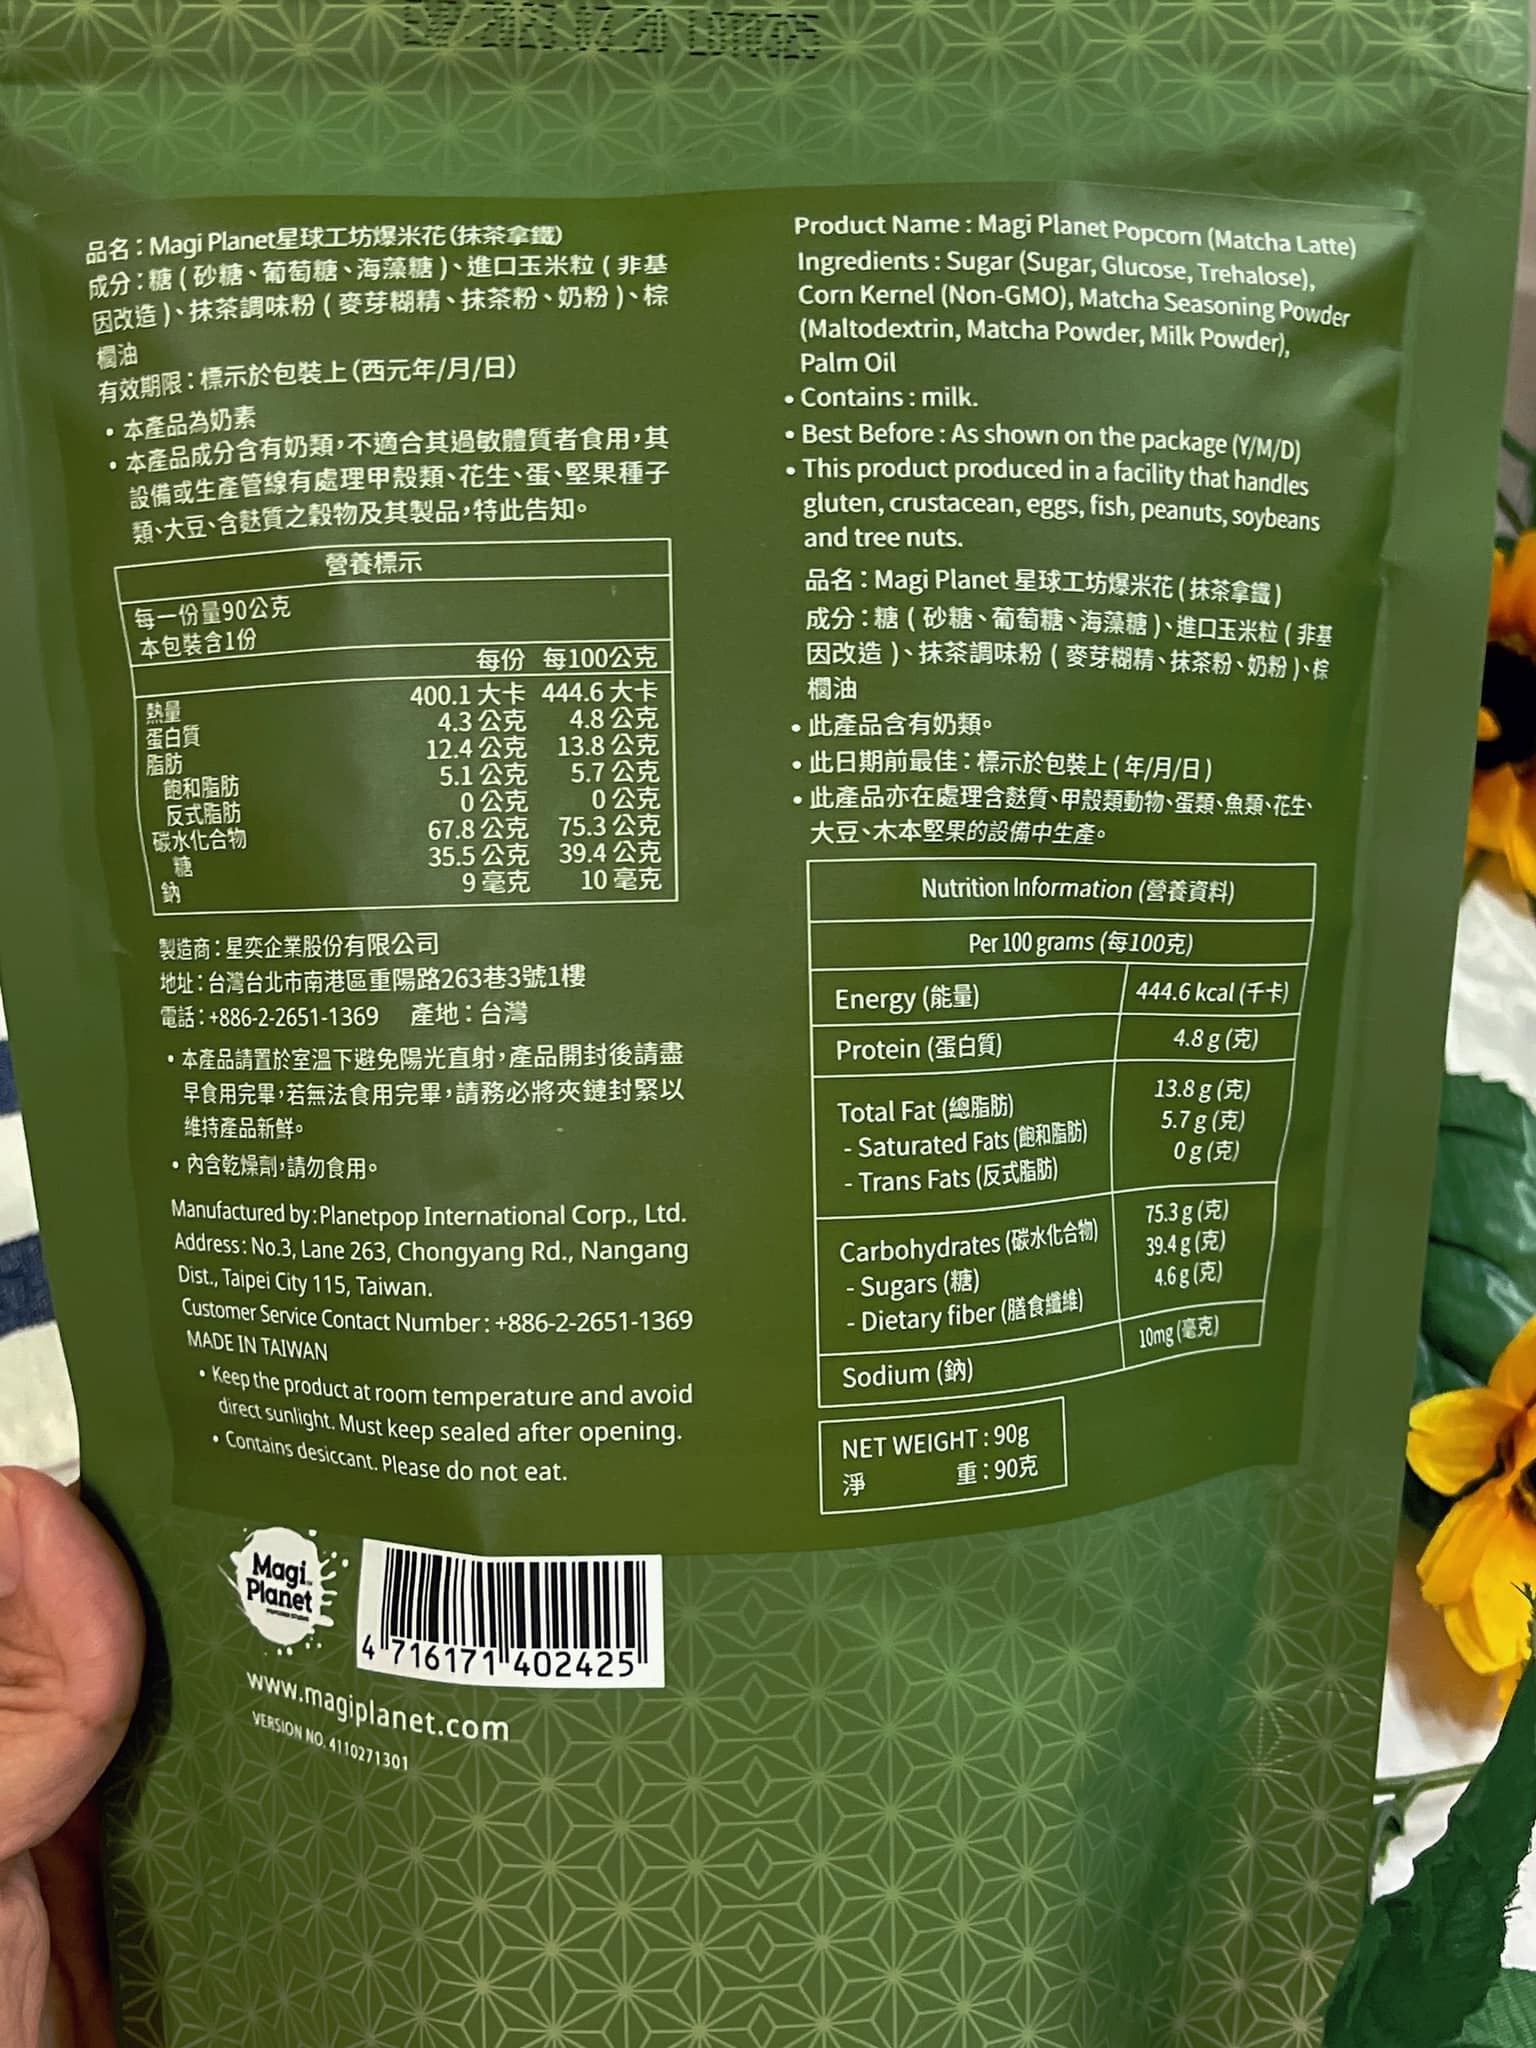 品名：Magi Planet星球工坊爆米花(抹茶拿鐵)
成分：糖(砂糖、葡萄糖、海藻糖)、進口玉米粒(非基
因改造)、抹茶調味粉(麥芽糊精、抹茶粉、奶粉)、棕
櫚油
有效期限：標示於包裝上(西元年/月/日)
• 本產品為奶素
• 本產品成分含有奶類，不適合其過敏體質者食用，其
設備或生產管線有處理甲殼類、花生、蛋、堅果種子
類、大豆、含麩質之穀物及其製品，特此告知。
營養標示
每一份量90公克
本包裝含1份
每份 每100公克
熱量 400.1 大卡 444.6 大卡
蛋白質 4.3 公克 4.8 公克
脂肪 12.4 公克 13.8 公克
飽和脂肪 5.1 公克 5.7 公克
反式脂肪 0 公克 0 公克
碳水化合物 67.8 公克 75.3 公克
糖 35.5 公克 39.4 公克
鈉 9 毫克 10 毫克
製造商：星奕企業股份有限公司
地址：台灣台北市南港區重陽路263巷3號1樓
電話：+886-2-2651-1369 產地：台灣
• 本產品請置於室溫下避免陽光直射，產品開封後請盡
早食用完畢，若無法食用完畢，請務必將夾鏈封緊以
維持產品新鮮。
• 內含乾燥劑，請勿食用。
Manufactured by:Planetpop International Corp., Ltd.
Address: No.3, Lane 263, Chongyang Rd., Nangang
Dist., Taipei City 115, Taiwan.
Customer Service Contact Number : +886-2-2651-1369
MADE IN TAIWAN
• Keep the product at room temperature and avoid
direct sunlight. Must keep sealed after opening.
• Contains desiccant. Please do not eat.
Magi
Planet
4 716171 402425
www.magiplanet.com
VERSION NO. 4110271301
Product Name : Magi Planet Popcorn (Matcha Latte)
Ingredients : Sugar (Sugar, Glucose, Trehalose),
Corn Kernel (Non-GMO), Matcha Seasoning Powder
(Maltodextrin, Matcha Powder, Milk Powder),
Palm Oil
• Contains : milk.
• Best Before : As shown on the package (Y/M/D)
• This product produced in a facility that handles
gluten, crustacean, eggs, fish, peanuts, soybeans
and tree nuts.
品名：Magi Planet 星球工坊爆米花(抹茶拿鐵)
成分：糖(砂糖、葡萄糖、海藻糖)、進口玉米粒(非基
因改造)、抹茶調味粉(麥芽糊精、抹茶粉、奶粉)、棕
櫚油
• 此產品含有奶類。
• 此日期前最佳：標示於包裝上(年/月/日)
• 此產品亦在處理含麩質、甲殼類動物、蛋類、魚類、花生、
大豆、木本堅果的設備中生產。
Nutrition Information (營養資料)
Per 100 grams (每100克)
Energy (能量) 444.6 kcal (千卡)
Protein (蛋白質) 4.8 g (克)
Total Fat (總脂肪) 13.8 g (克)
- Saturated Fats (飽和脂肪) 5.7 g (克)
- Trans Fats (反式脂肪) 0 g (克)
Carbohydrates (碳水化合物) 75.3 g (克)
- Sugars (糖) 39.4 g (克)
- Dietary fiber (膳食纖維) 4.6 g (克)
Sodium (鈉) 10mg (毫克)
NET WEIGHT : 90g
淨 重：90克